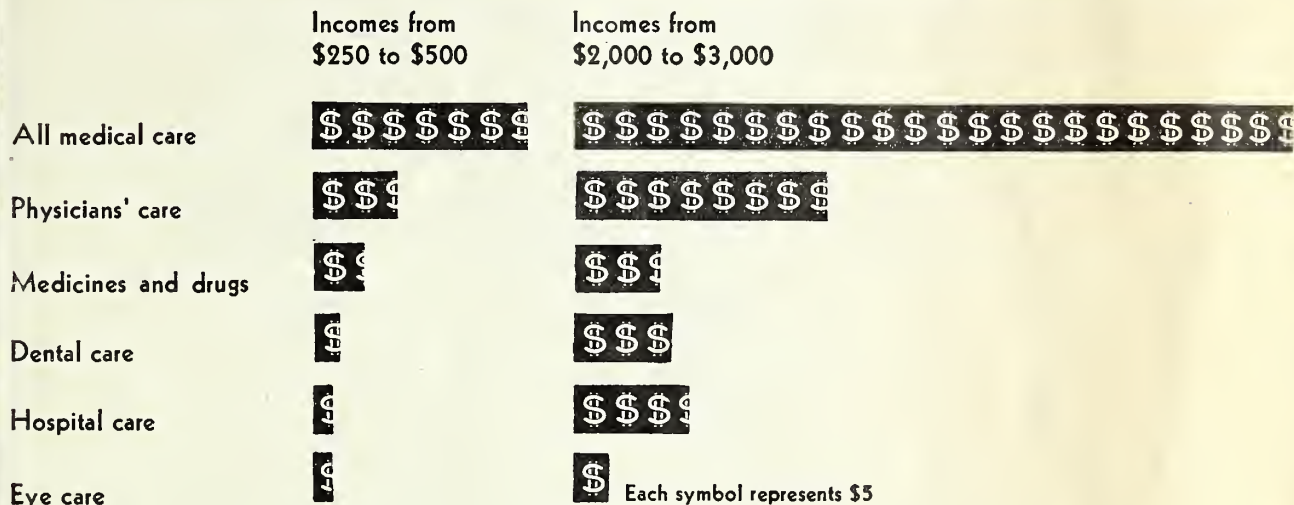 Incomes from
$250 to $500
Incomes from
$2,000 to $3,000
All medical care
Physicians' care
Medicines and drugs
Dental care
Hospital care
Eye care
Each symbol represents $5